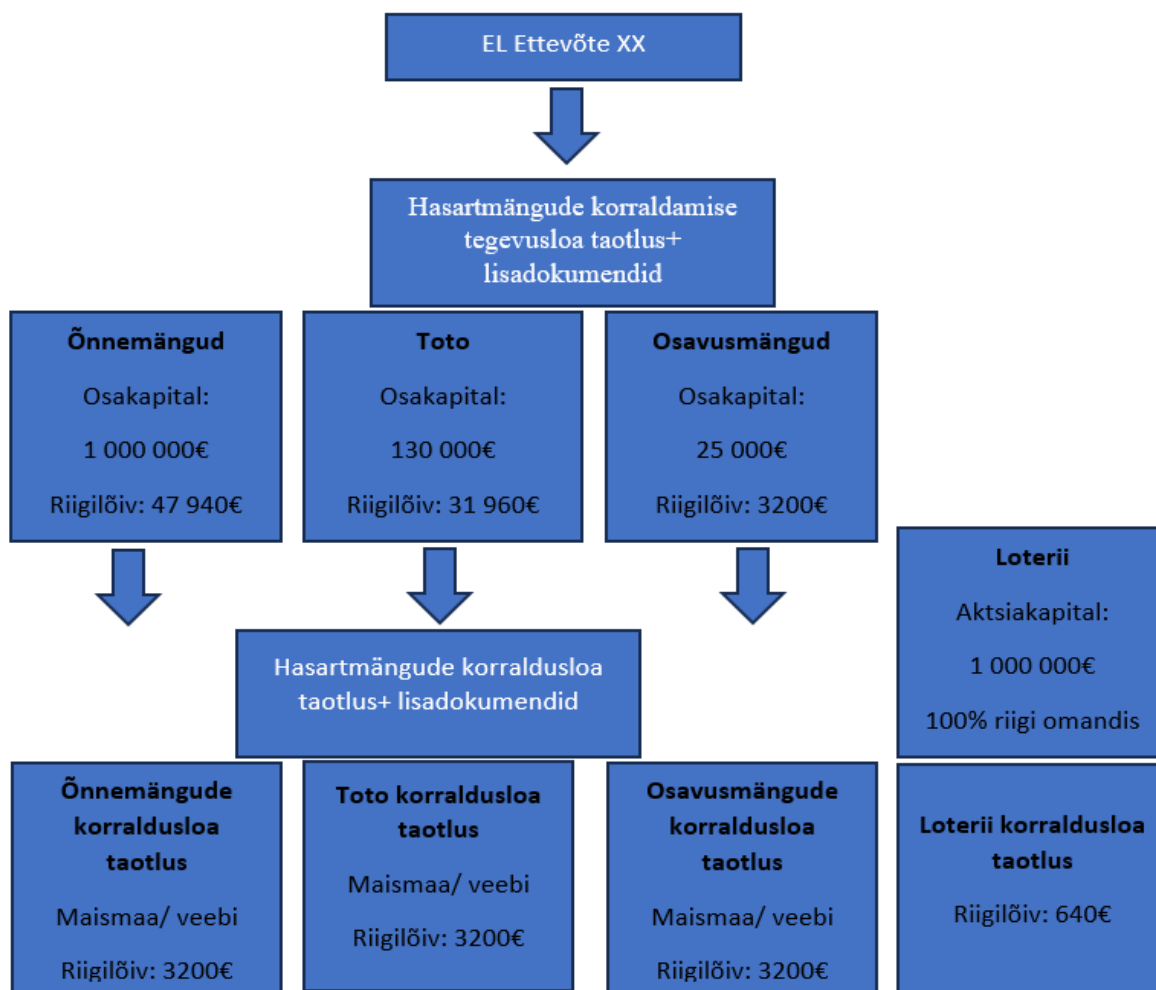 EL Ettevõte XX
Hasartmängude korraldamise
tegevusloa taotlus+
lisadokumendid
Õnnemängud
Osakapital:
1 000 000€
Riigilõiv: 47 940€
Toto
Osakapital:
130 000€
Riigilõiv: 31 960€
Osavusmängud
Osakapital:
25 000€
Riigilõiv: 3200€
Loterii
Aktsiakapital:
1 000 000€
100% riigi omandis
Hasartmängude korraldusloa
taotlus+ lisadokumendid
Õnnemängude
korraldusloa
taotlus
Maismaa/ veebi
Riigilõiv: 3200€
Toto korraldusloa
taotlus
Maismaa/ veebi
Riigilõiv: 3200€
Osavusmängude
korraldusloa
taotlus
Maismaa/ veebi
Riigilõiv: 3200€
Loterii korraldusloa
taotlus
Riigilõiv: 640€